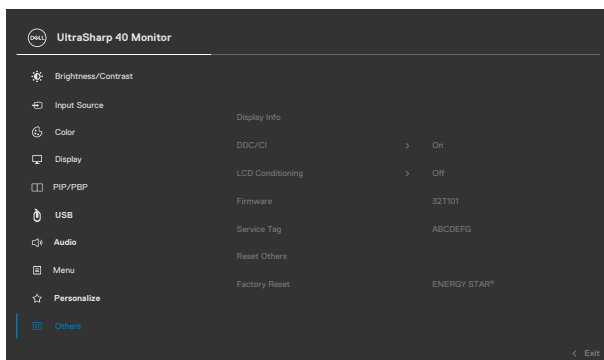 DELL UltraSharp 40 Monitor
Brightness/Contrast
Input Source
Color
Display
PIP/PBP
USB
Audio
Menu
Personalize
Others
Display Info
DDC/CI > On
LCD Conditioning > Off
Firmware 32T101
Service Tag ABCDEFG
Reset Others
Factory Reset ENERGY STAR®
< Exit